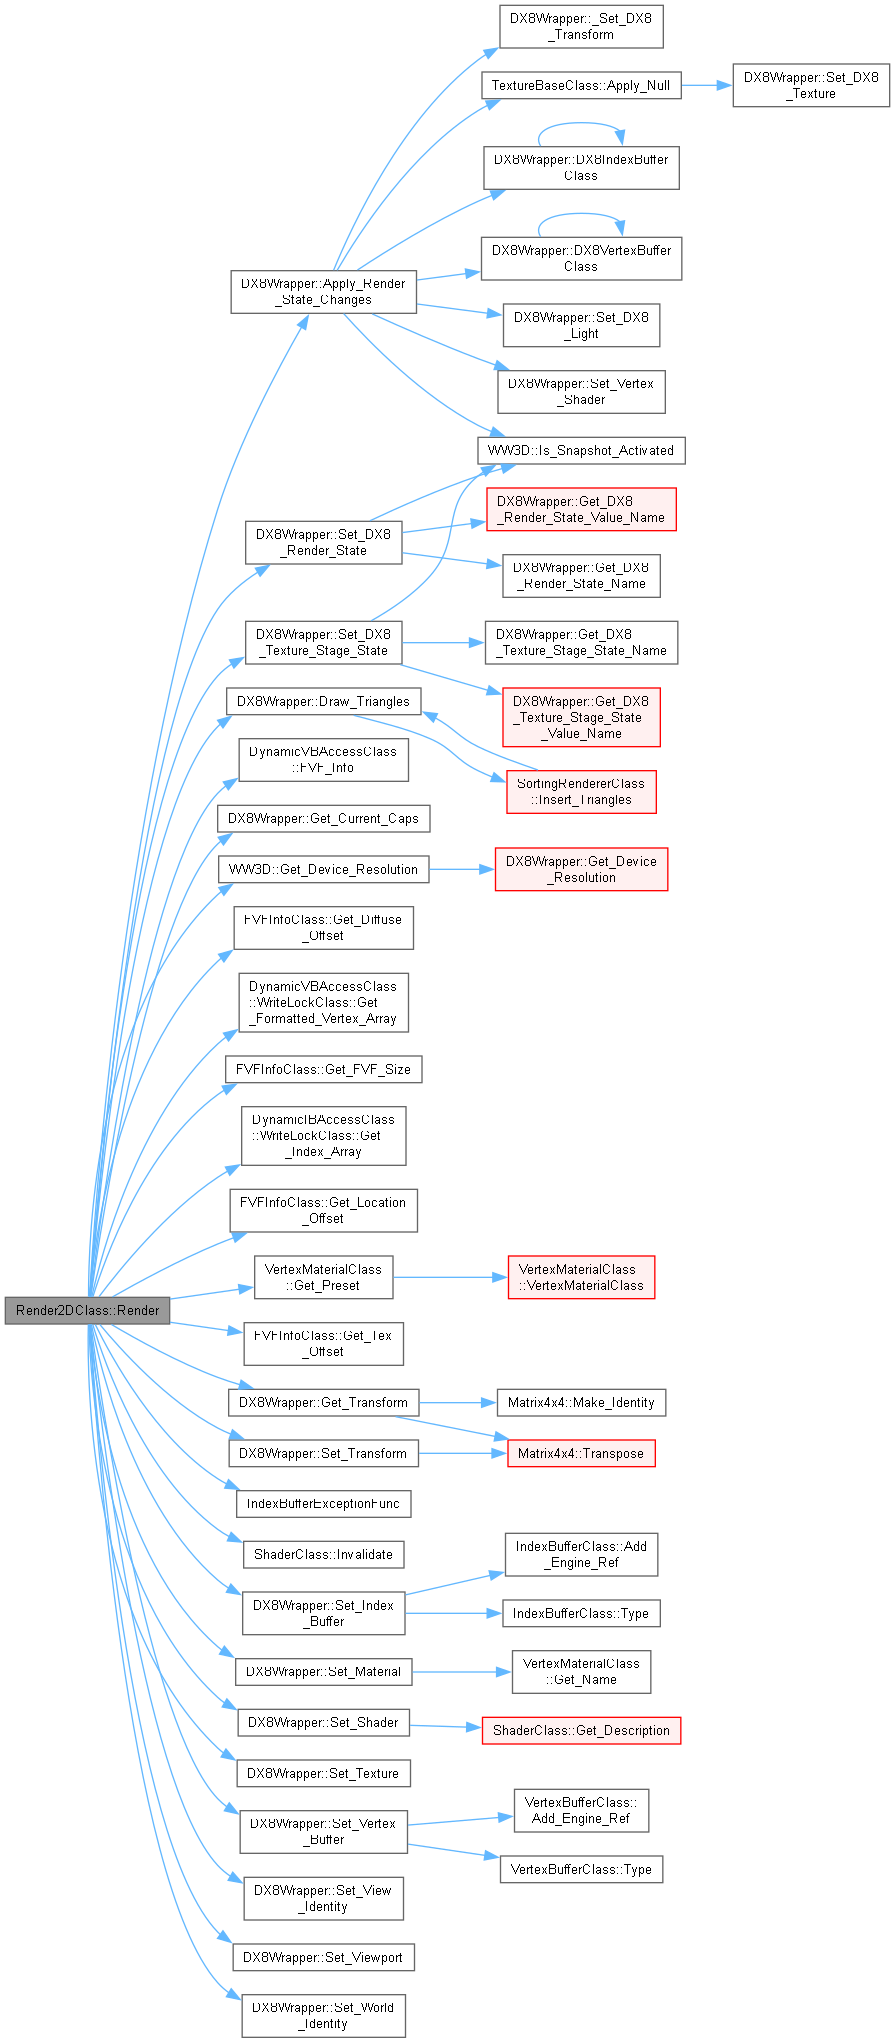 DX8Wrapper::_Set_DX8
_Transform
TextureBaseClass::Apply_Null
DX8Wrapper::Set_DX8
_Texture
DX8Wrapper::DX8IndexBuffer
Class
DX8Wrapper::DX8VertexBuffer
Class
DX8Wrapper::Apply_Render
_State_Changes
DX8Wrapper::Set_DX8
_Light
DX8Wrapper::Set_Vertex
_Shader
WW3D::Is_Snapshot_Activated
DX8Wrapper::Set_DX8
_Render_State
DX8Wrapper::Get_DX8
_Render_State_Value_Name
DX8Wrapper::Get_DX8
_Render_State_Name
DX8Wrapper::Set_DX8
_Texture_Stage_State
DX8Wrapper::Get_DX8
_Texture_Stage_State_Name
DX8Wrapper::Get_DX8
_Texture_Stage_State
_Value_Name
DX8Wrapper::Draw_Triangles
DynamicVBAccessClass
::FVF_Info
SortingRendererClass
::Insert_Triangles
DX8Wrapper::Get_Current_Caps
WW3D::Get_Device_Resolution
DX8Wrapper::Get_Device
_Resolution
FVFInfoClass::Get_Diffuse
_Offset
DynamicVBAccessClass
::WriteLockClass::Get
_Formatted_Vertex_Array
FVFInfoClass::Get_FVF_Size
DynamicIBAccessClass
::WriteLockClass::Get
_Index_Array
FVFInfoClass::Get_Location
_Offset
VertexMaterialClass
::Get_Preset
VertexMaterialClass
::VertexMaterialClass
Render2DClass::Render
FVFInfoClass::Get_Tex
_Offset
DX8Wrapper::Get_Transform
Matrix4x4::Make_Identity
DX8Wrapper::Set_Transform
Matrix4x4::Transpose
IndexBufferExceptionFunc
ShaderClass::Invalidate
DX8Wrapper::Set_Index
_Buffer
IndexBufferClass::Add
_Engine_Ref
IndexBufferClass::Type
DX8Wrapper::Set_Material
VertexMaterialClass
::Get_Name
DX8Wrapper::Set_Shader
ShaderClass::Get_Description
DX8Wrapper::Set_Texture
DX8Wrapper::Set_Vertex
_Buffer
VertexBufferClass::
Add_Engine_Ref
VertexBufferClass::Type
DX8Wrapper::Set_View
_Identity
DX8Wrapper::Set_Viewport
DX8Wrapper::Set_World
_Identity